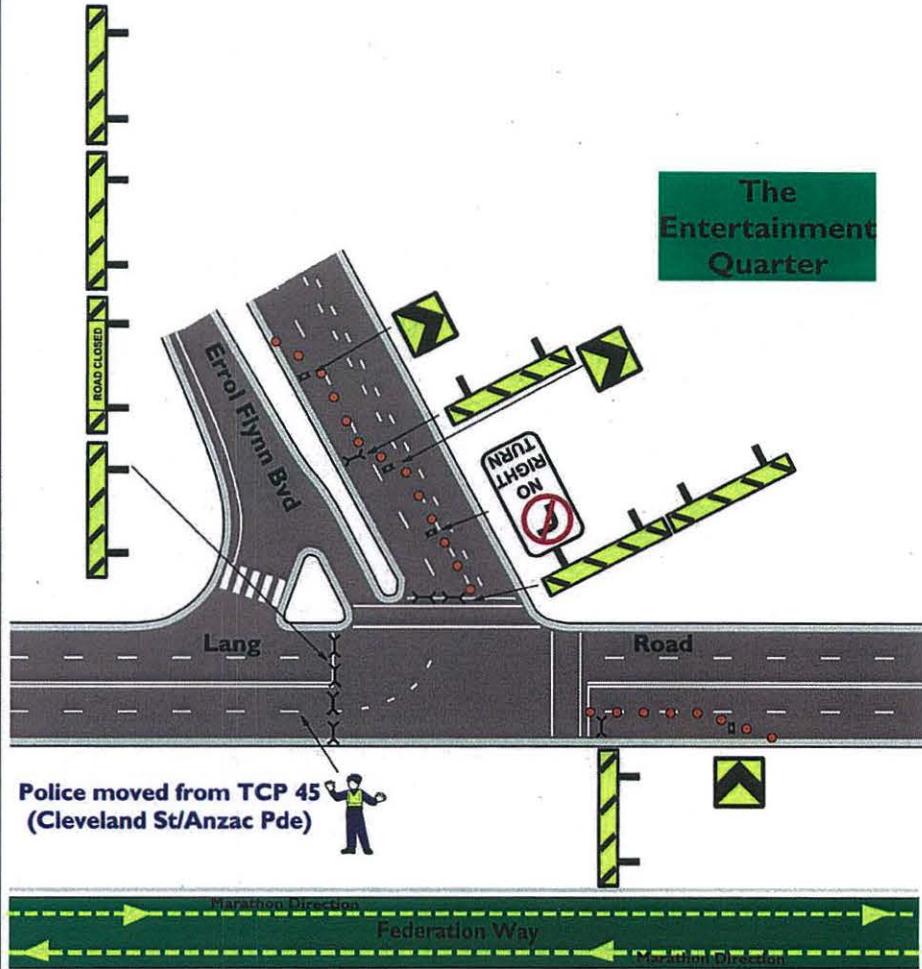 The
Entertainment
Quarter
ROAD CLOSED
Errol Flynn Bvd
NO
RIGHT
TURN
Lang Road
Police moved from TCP 45
(Cleveland St/Anzac Pde)
Marathon Direction
Federation Way
Marathon Direction